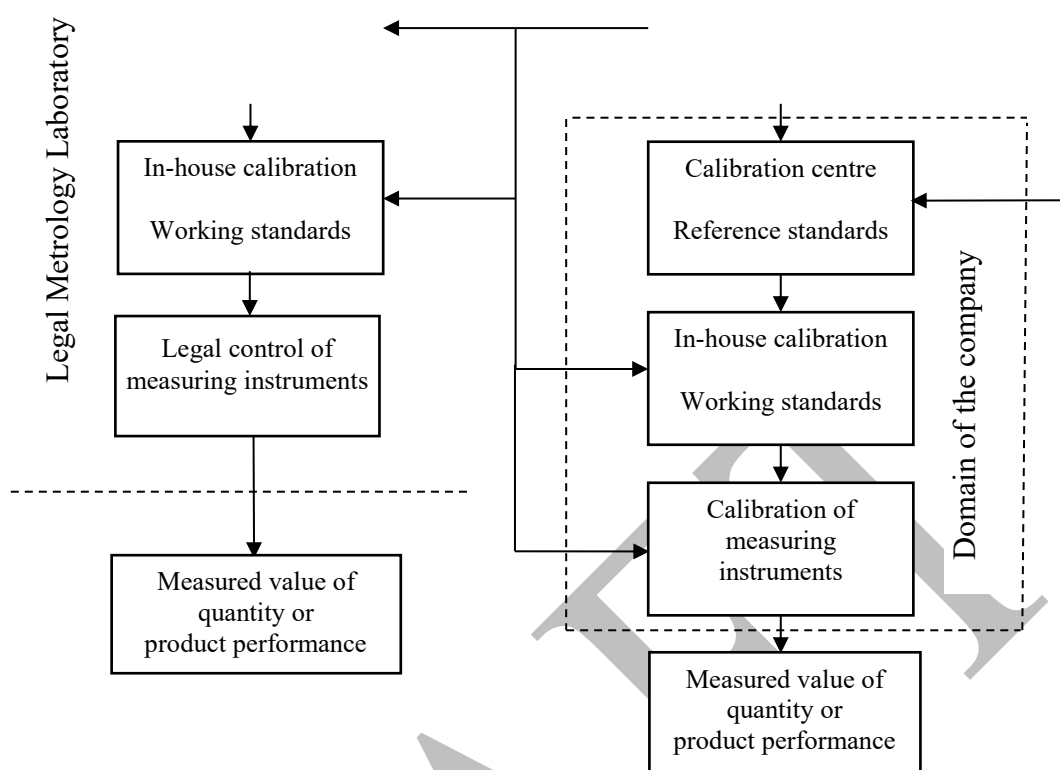 Legal Metrology Laboratory
In-house calibration
Working standards
Legal control of
measuring instruments
Measured value of
quantity or
product performance
Calibration centre
Reference standards
In-house calibration
Working standards
Calibration of
measuring
instruments
Domain of the company
Measured value of
quantity or
product performance